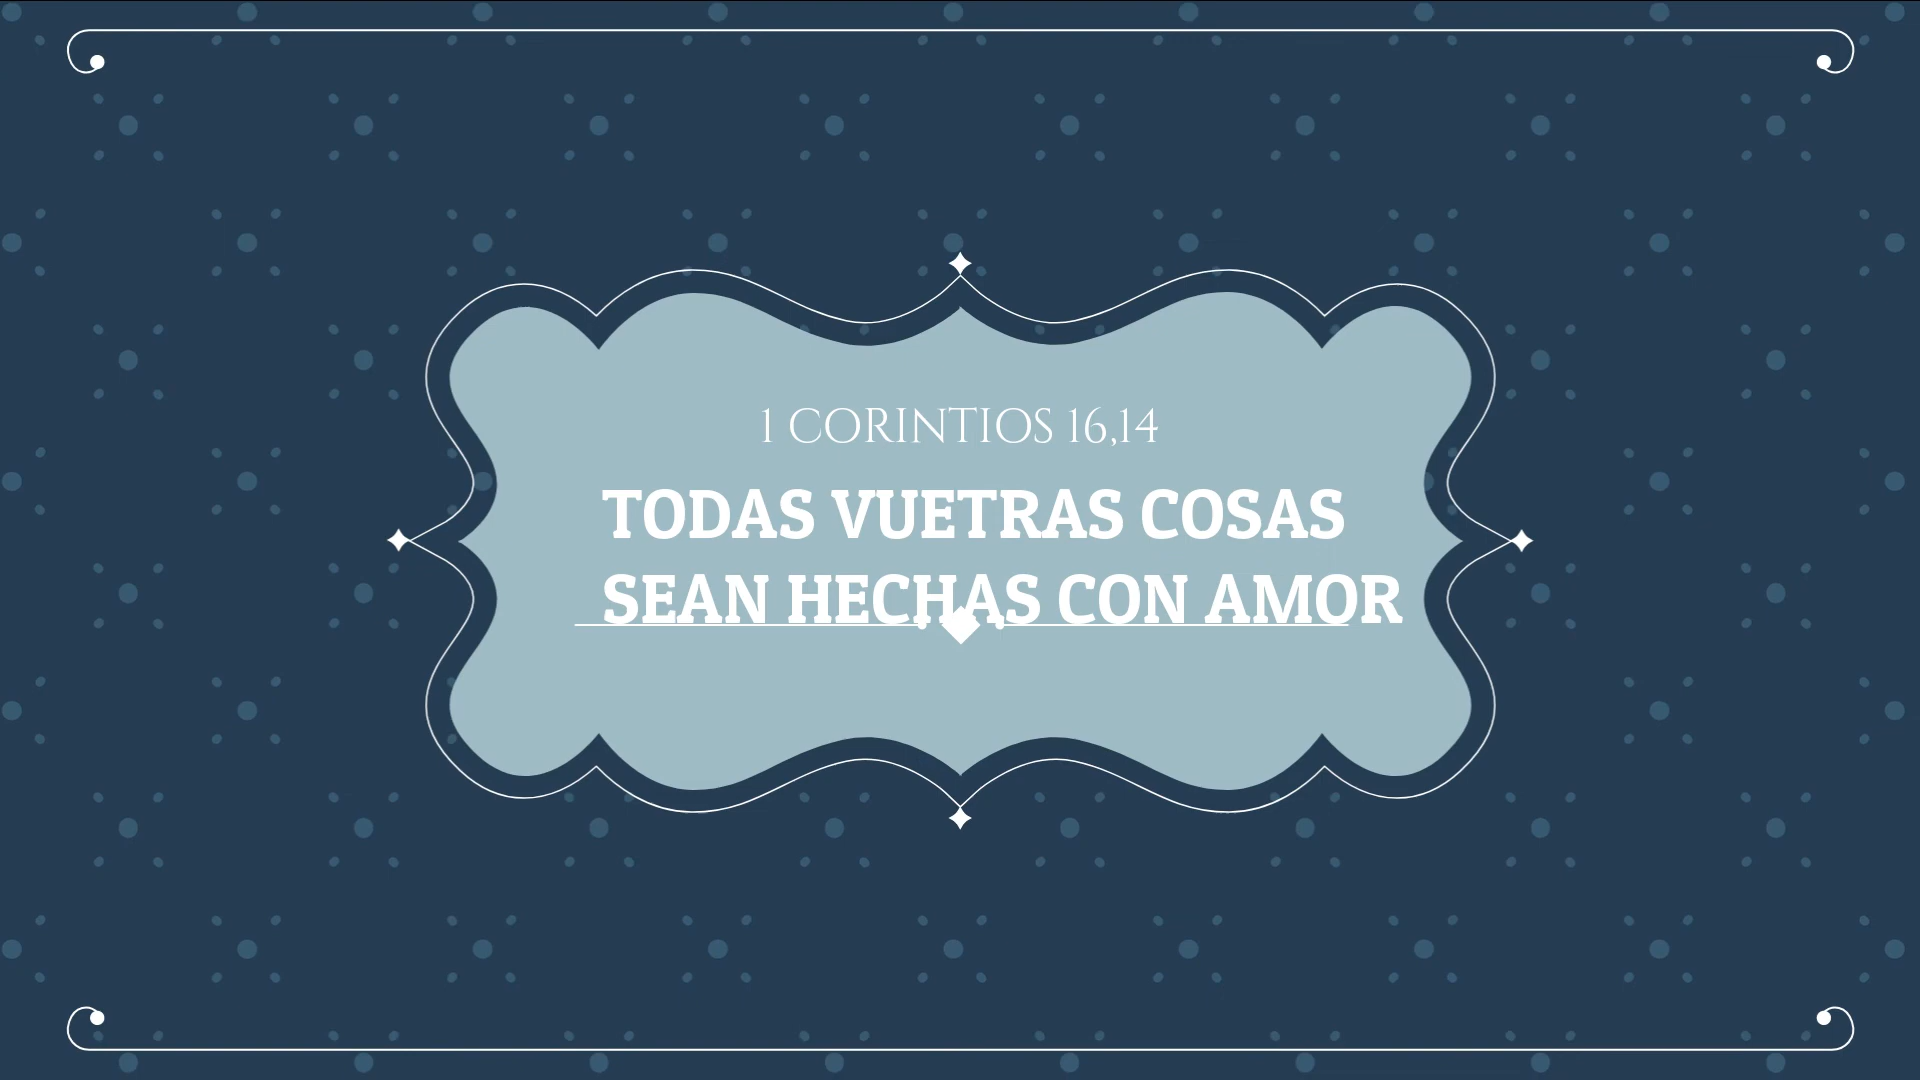 1 CORINTIOS 16,14
TODAS VUETRAS COSAS
SEAN HECHAS CON AMOR